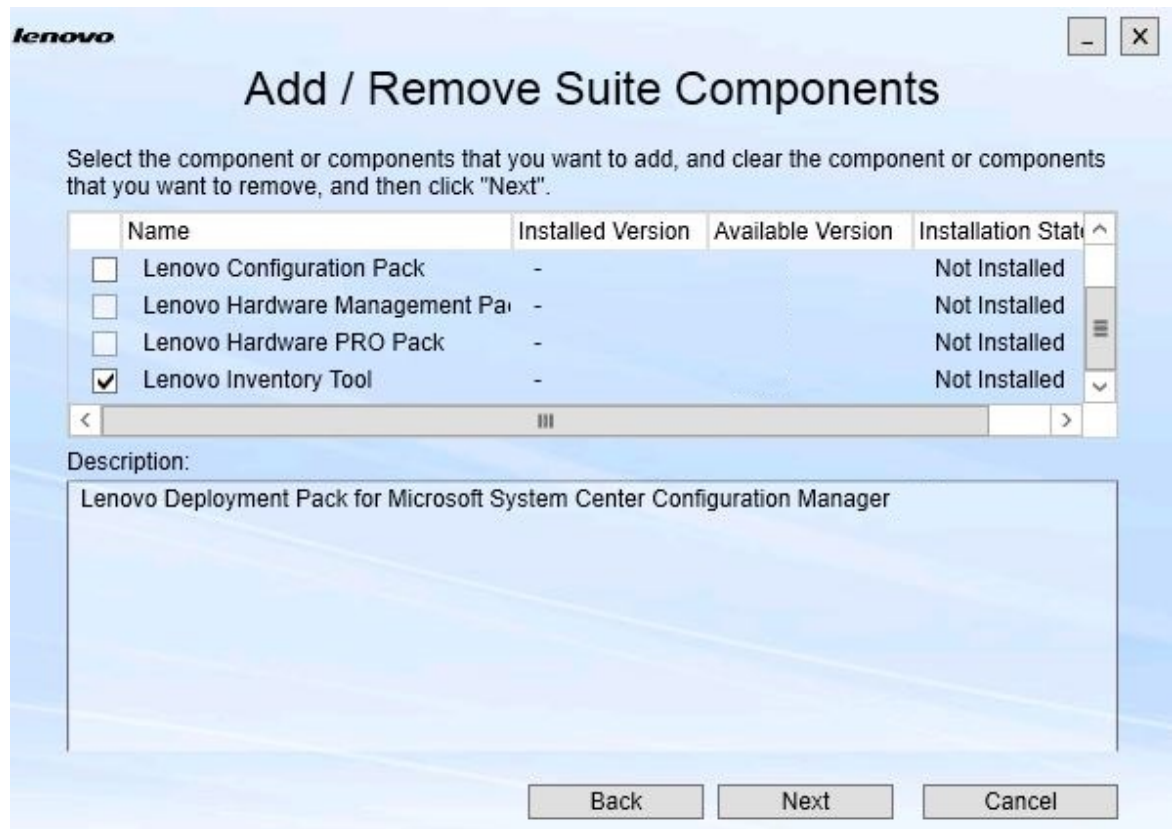 lenovo
Add / Remove Suite Components
Select the component or components that you want to add, and clear the component or components
that you want to remove, and then click "Next".
Name Installed Version Available Version Installation State
Lenovo Configuration Pack - Not Installed
Lenovo Hardware Management Pa - Not Installed
Lenovo Hardware PRO Pack - Not Installed
Lenovo Inventory Tool - Not Installed
Description:
Lenovo Deployment Pack for Microsoft System Center Configuration Manager
Back Next Cancel